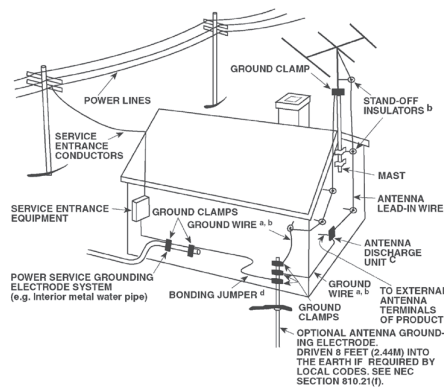 GROUND CLAMP
POWER LINES
STAND-OFF
INSULATORS b
SERVICE
ENTRANCE
CONDUCTORS
MAST
ANTENNA
LEAD-IN WIRE
SERVICE ENTRANCE
EQUIPMENT
GROUND CLAMPS
GROUND WIRE a, b
ANTENNA
DISCHARGE
UNIT C
POWER SERVICE GROUNDING
ELECTRODE SYSTEM
(e.g. Interior metal water pipe)
BONDING JUMPER d
GROUND
WIRE a, b
GROUND
CLAMPS
TO EXTERNAL
ANTENNA
TERMINALS
OF PRODUCT
OPTIONAL ANTENNA GROUND-
ING ELECTRODE.
DRIVEN 8 FEET (2.44M) INTO
THE EARTH IF REQUIRED BY
LOCAL CODES. SEE NEC
SECTION 810.21(f).